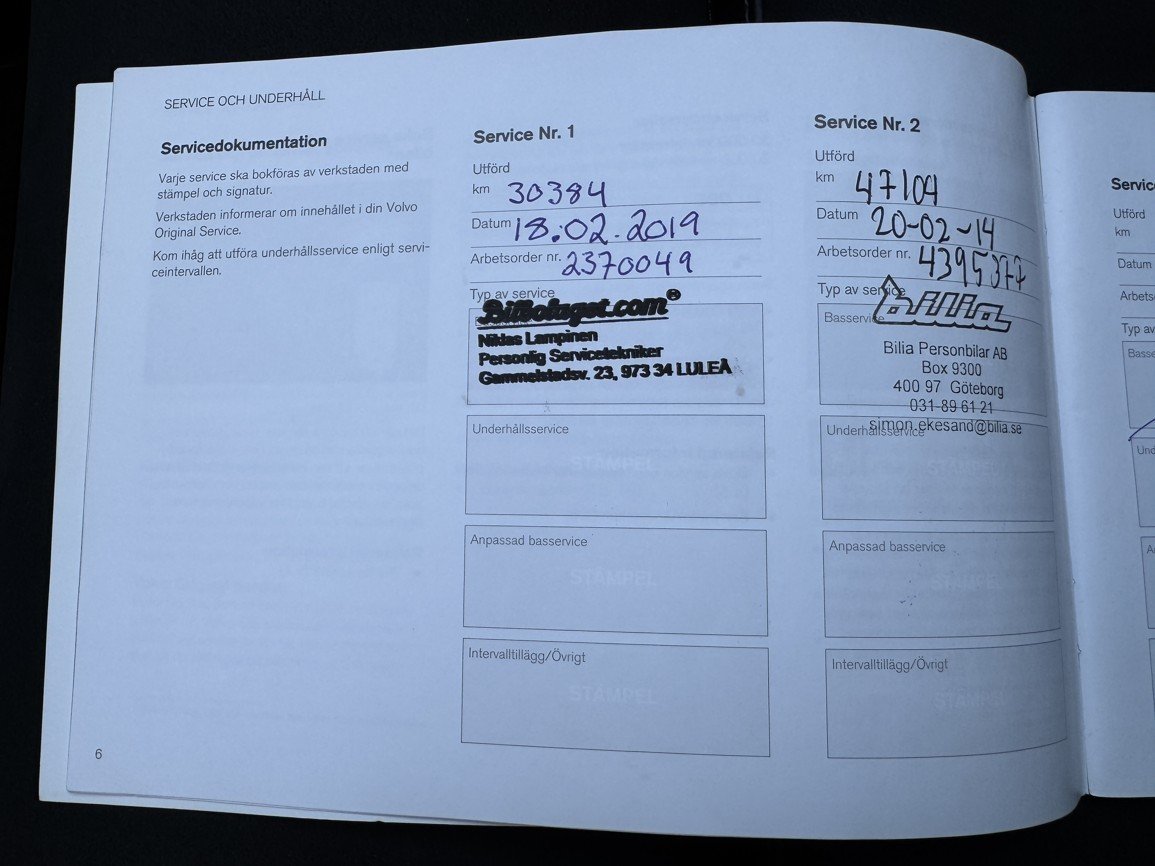 SERVICE OCH UNDERHÅLL
Servicedokumentation
Varje service ska bokföras av verkstaden med
stämpel och signatur.
Verkstaden informerar om innehållet i din Volvo
Original Service.
Kom ihåg att utföra underhållsservice enligt servi-
ceintervallen.
6
Service Nr. 1
Utförd
km 30384
Datum 18.02.2019
Arbetsorder nr. 2370049
Typ av service
Bilbolaget.com®
Niklas Lampinen
Personlig Servicetekniker
Gammelstadsv. 23, 973 34 LULEÅ
Underhållsservice
STÄMPEL
Anpassad basservice
STÄMPEL
Intervalltillägg/Övrigt
STÄMPEL
Service Nr. 2
Utförd
km 47104
Datum 20-02-14
Arbetsorder nr. 4395377
Typ av service
Basservice
Bilia
Bilia Personbilar AB
Box 9300
400 97 Göteborg
031-89 61 21
simon.ekesand@bilia.se
Underhållsservice
STÄMPEL
Anpassad basservice
STÄMPEL
Intervalltillägg/Övrigt
STÄMPEL
Servic
Utförd
km
Datum
Arbets
Typ av
Basse
Und
A